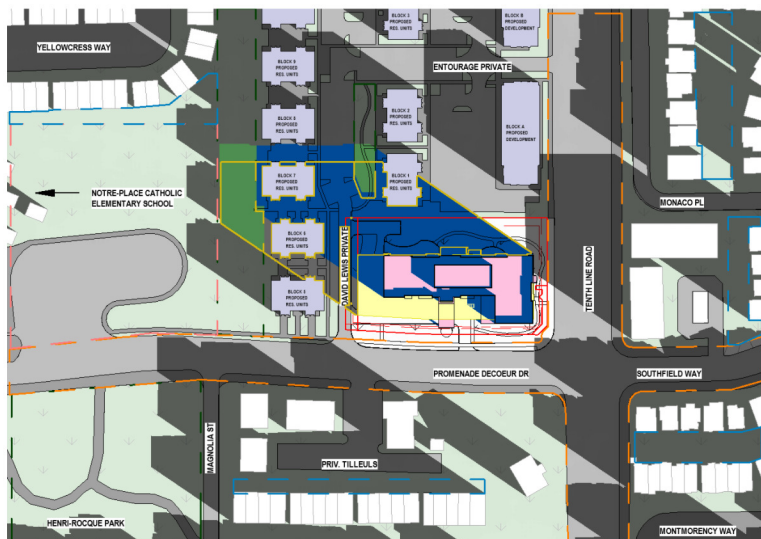 BLOCK 3
PROPOSED
RES. UNITS
BLOCK B
PROPOSED
DEVELOPMENT
YELLOWCRESS WAY
BLOCK 9
PROPOSED
RES. UNITS
ENTOURAGE PRIVATE
BLOCK 8
PROPOSED
RES. UNITS
BLOCK 2
PROPOSED
RES. UNITS
BLOCK A
PROPOSED
DEVELOPMENT
BLOCK 7
PROPOSED
RES. UNITS
BLOCK 1
PROPOSED
RES. UNITS
NOTRE-PLACE CATHOLIC
ELEMENTARY SCHOOL
MONACO PL
BLOCK 6
PROPOSED
RES. UNITS
DAVID LEWIS PRIVATE
TENTH LINE ROAD
PROPOSED
RES. UNITS
PROMENADE DECOEUR DR
SOUTHFIELD WAY
MAGNOLIA ST
PRIV. TILLEULS
HENRI-ROCQUE PARK
MONTMORENCY WAY